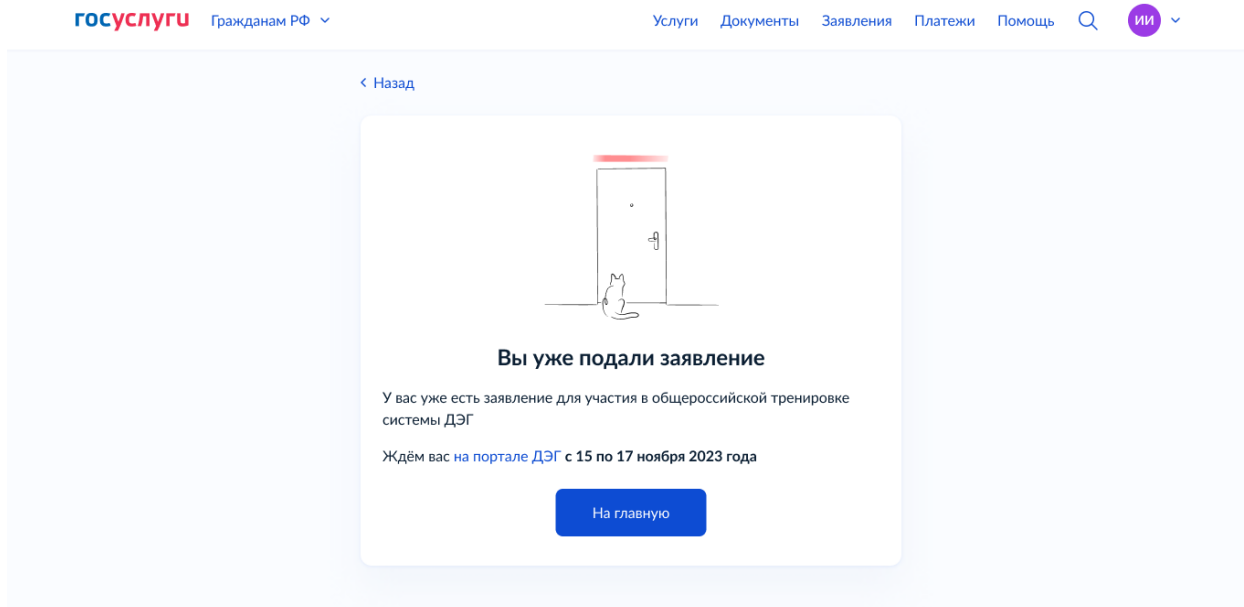 госуслуги
Гражданам РФ
Услуги
Документы
Заявления
Платежи
Помощь
ИИ
Назад
Вы уже подали заявление
У вас уже есть заявление для участия в общероссийской тренировке
системы ДЭГ
Ждём вас на портале ДЭГ с 15 по 17 ноября 2023 года
На главную